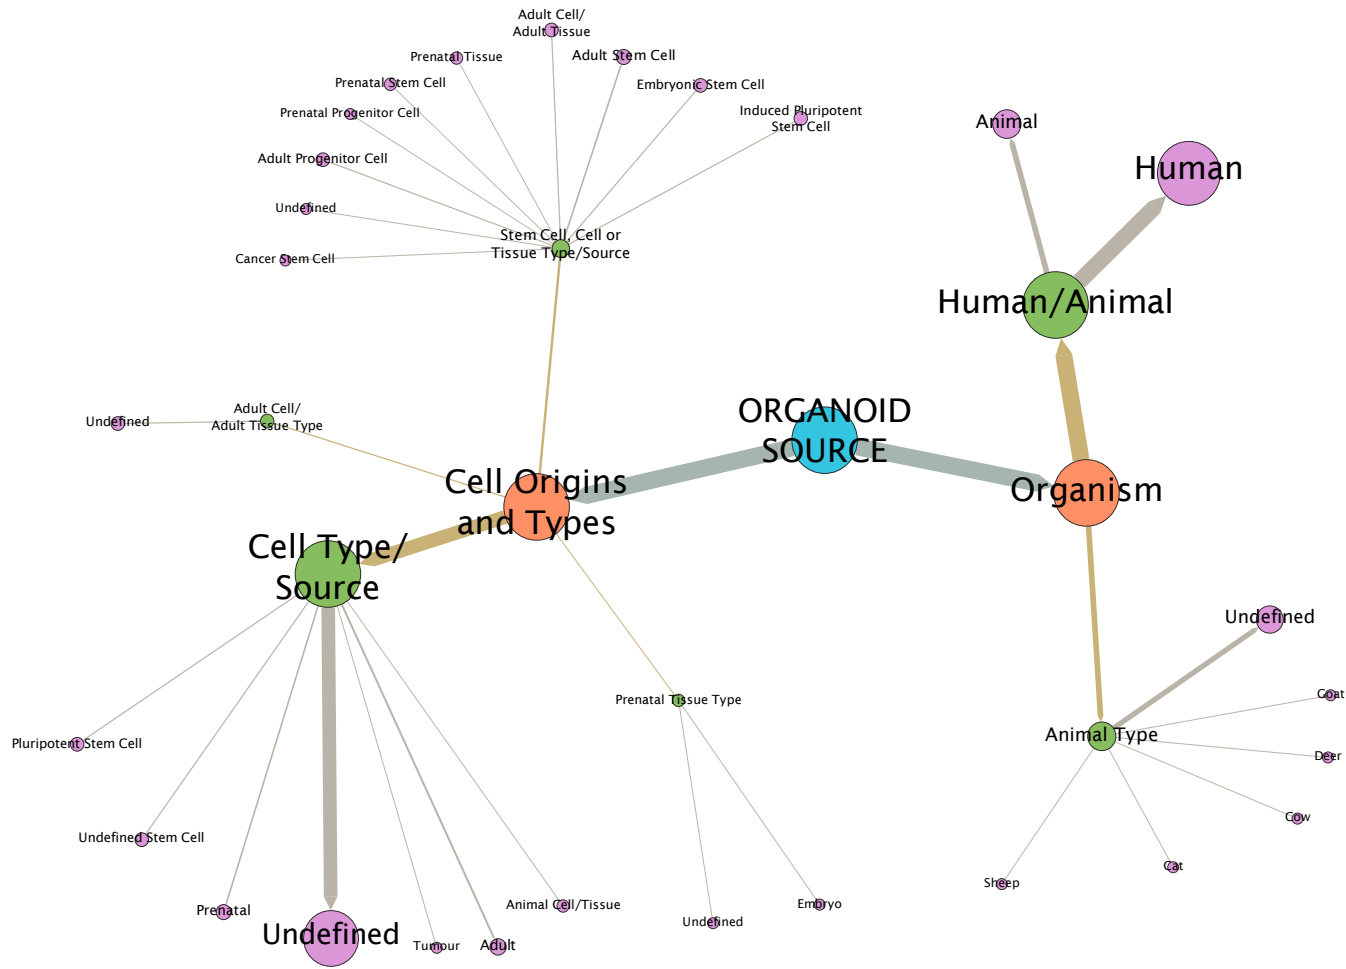 Adult Cell/
Adult Tissue
Prenatal Tissue
Adult Stem Cell
Prenatal Stem Cell
Embryonic Stem Cell
Prenatal Progenitor Cell
Induced Pluripotent
Stem Cell
Animal
Adult Progenitor Cell
Human
Undefined
Stem Cell, Cell or
Tissue Type/Source
Cancer Stem Cell
Human/Animal
Adult Cell/
Adult Tissue Type
Undefined
ORGANOID
SOURCE
Cell Origins
and Types
Organism
Cell Type/
Source
Undefined
Prenatal Tissue Type
Goat
Animal Type
Pluripotent Stem Cell
Deer
Cow
Undefined Stem Cell
Cat
Sheep
Prenatal
Animal Cell/Tissue
Embryo
Undefined
Undefined
Tumour
Adult